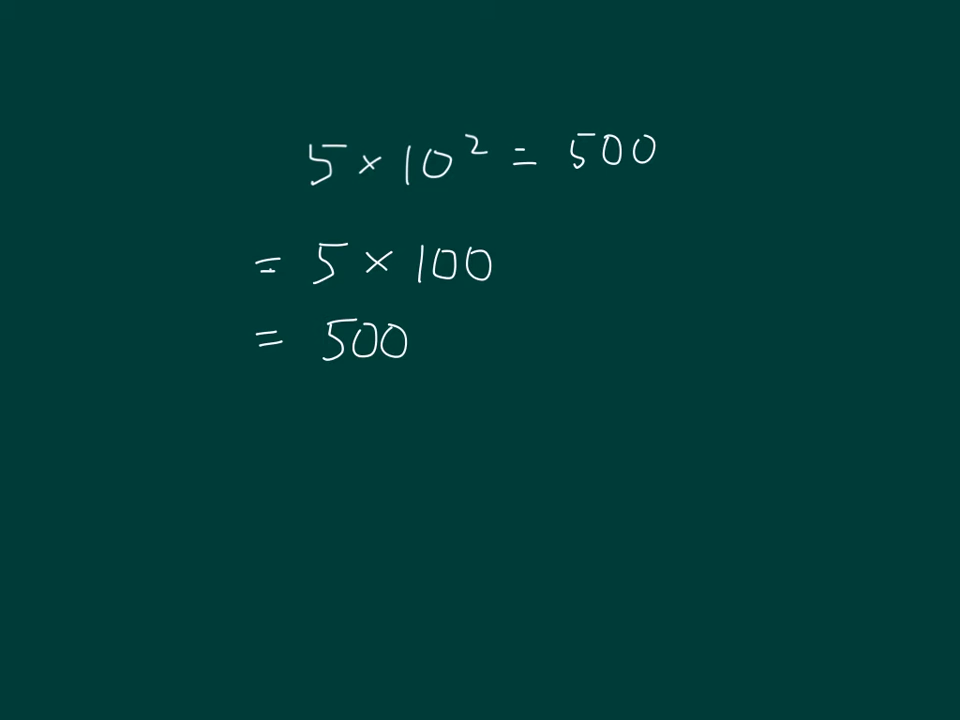 5 × 10² = 500
= 5 × 100
= 500